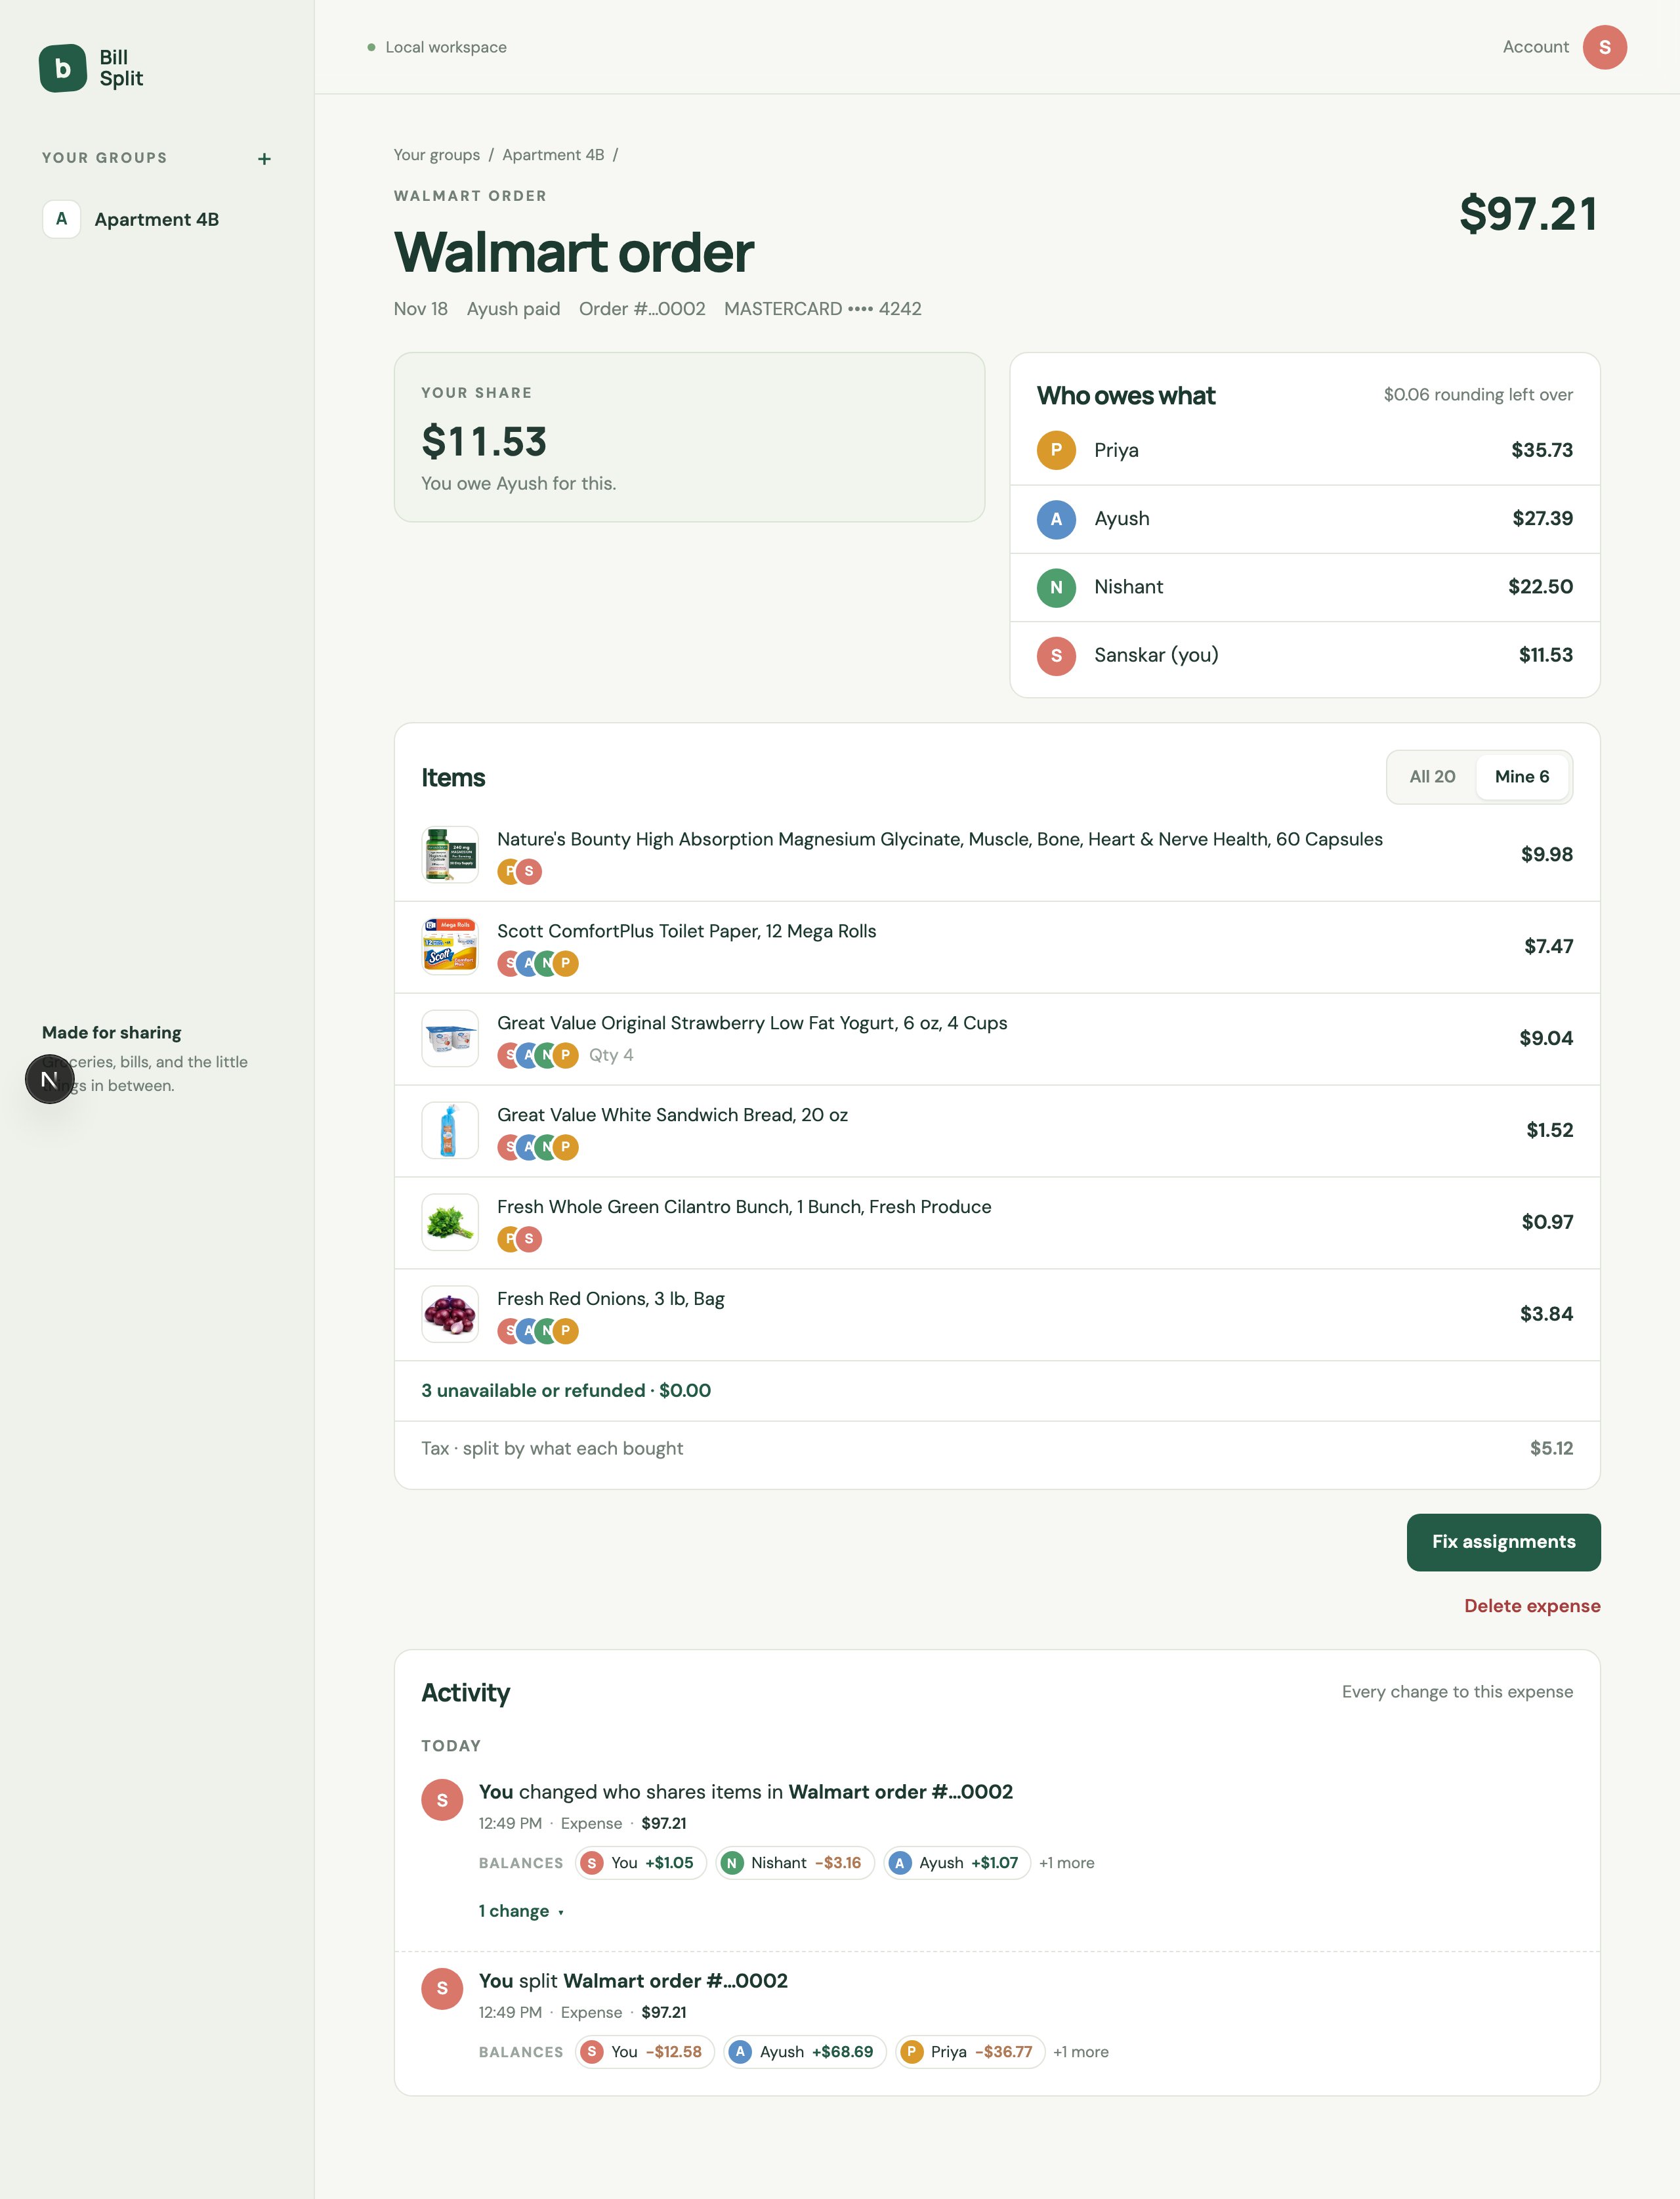 b
Bill
Split
YOUR GROUPS +
A Apartment 4B
Made for sharing
ceries, bills, and the little
gs in between.
N
Local workspace
Account S
Your groups / Apartment 4B /
WALMART ORDER
$97.21
Walmart order
Nov 18 Ayush paid Order #…0002 MASTERCARD •••• 4242
YOUR SHARE
$11.53
You owe Ayush for this.
Who owes what $0.06 rounding left over
P Priya $35.73
A Ayush $27.39
N Nishant $22.50
S Sanskar (you) $11.53
Items All 20 Mine 6
Nature's Bounty High Absorption Magnesium Glycinate, Muscle, Bone, Heart & Nerve Health, 60 Capsules $9.98
P S
Scott ComfortPlus Toilet Paper, 12 Mega Rolls $7.47
Mega Rolls
12
Scott
S A N P
Great Value Original Strawberry Low Fat Yogurt, 6 oz, 4 Cups $9.04
S A N P Qty 4
Great Value White Sandwich Bread, 20 oz $1.52
S A N P
Fresh Whole Green Cilantro Bunch, 1 Bunch, Fresh Produce $0.97
P S
Fresh Red Onions, 3 lb, Bag $3.84
S A N P
3 unavailable or refunded · $0.00
Tax · split by what each bought $5.12
Fix assignments
Delete expense
Activity Every change to this expense
TODAY
S You changed who shares items in Walmart order #…0002
12:49 PM · Expense · $97.21
BALANCES S You +$1.05 N Nishant -$3.16 A Ayush +$1.07 +1 more
1 change ▾
S You split Walmart order #…0002
12:49 PM · Expense · $97.21
BALANCES S You -$12.58 A Ayush +$68.69 P Priya -$36.77 +1 more